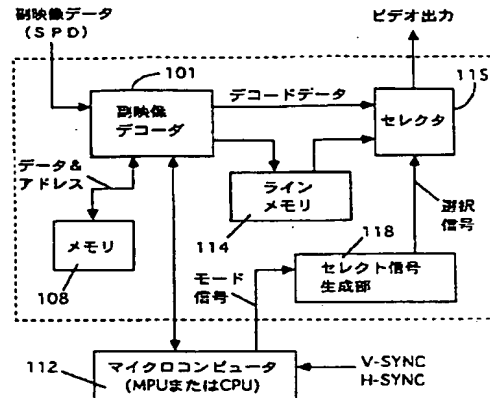 副映像データ
(SPD)
ビデオ出力
101
115
副映像
デコーダ
デコードデータ
セレクタ
データ&
アドレス
ライン
メモリ
選択
信号
メモリ
114
118
108
モード
信号
セレクト信号
生成部
112
マイクロコンピュータ
(MPUまたはCPU)
V-SYNC
H-SYNC